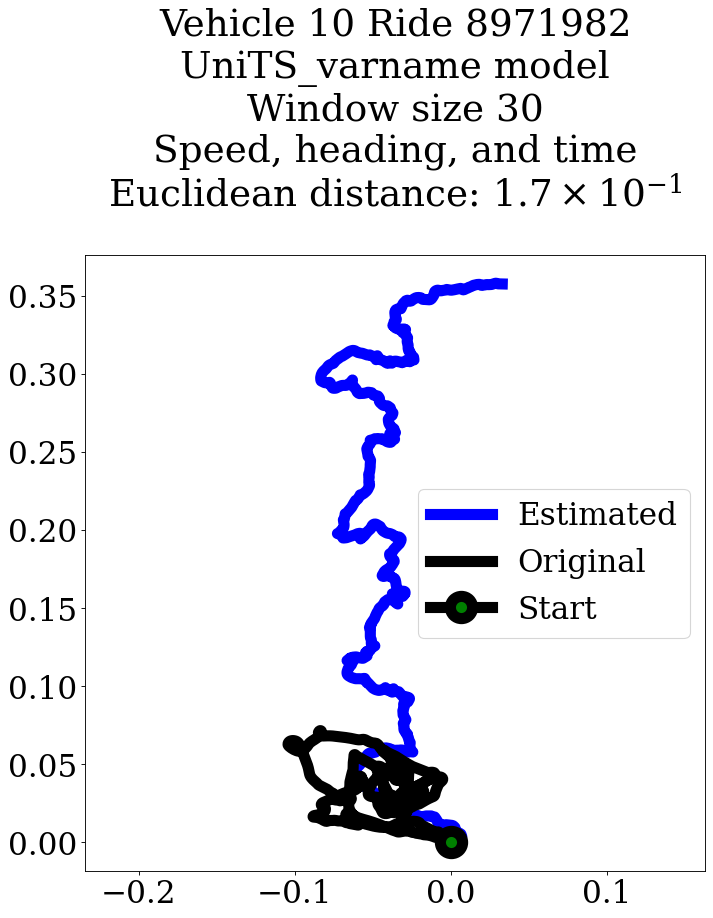 Vehicle 10 Ride 8971982
UniTS_varname model
Window size 30
Speed, heading, and time
Euclidean distance: 1.7 × 10⁻¹
0.35
0.30
0.25
0.20
0.15
0.10
0.05
0.00
Estimated
Original
Start
−0.2 −0.1 0.0 0.1